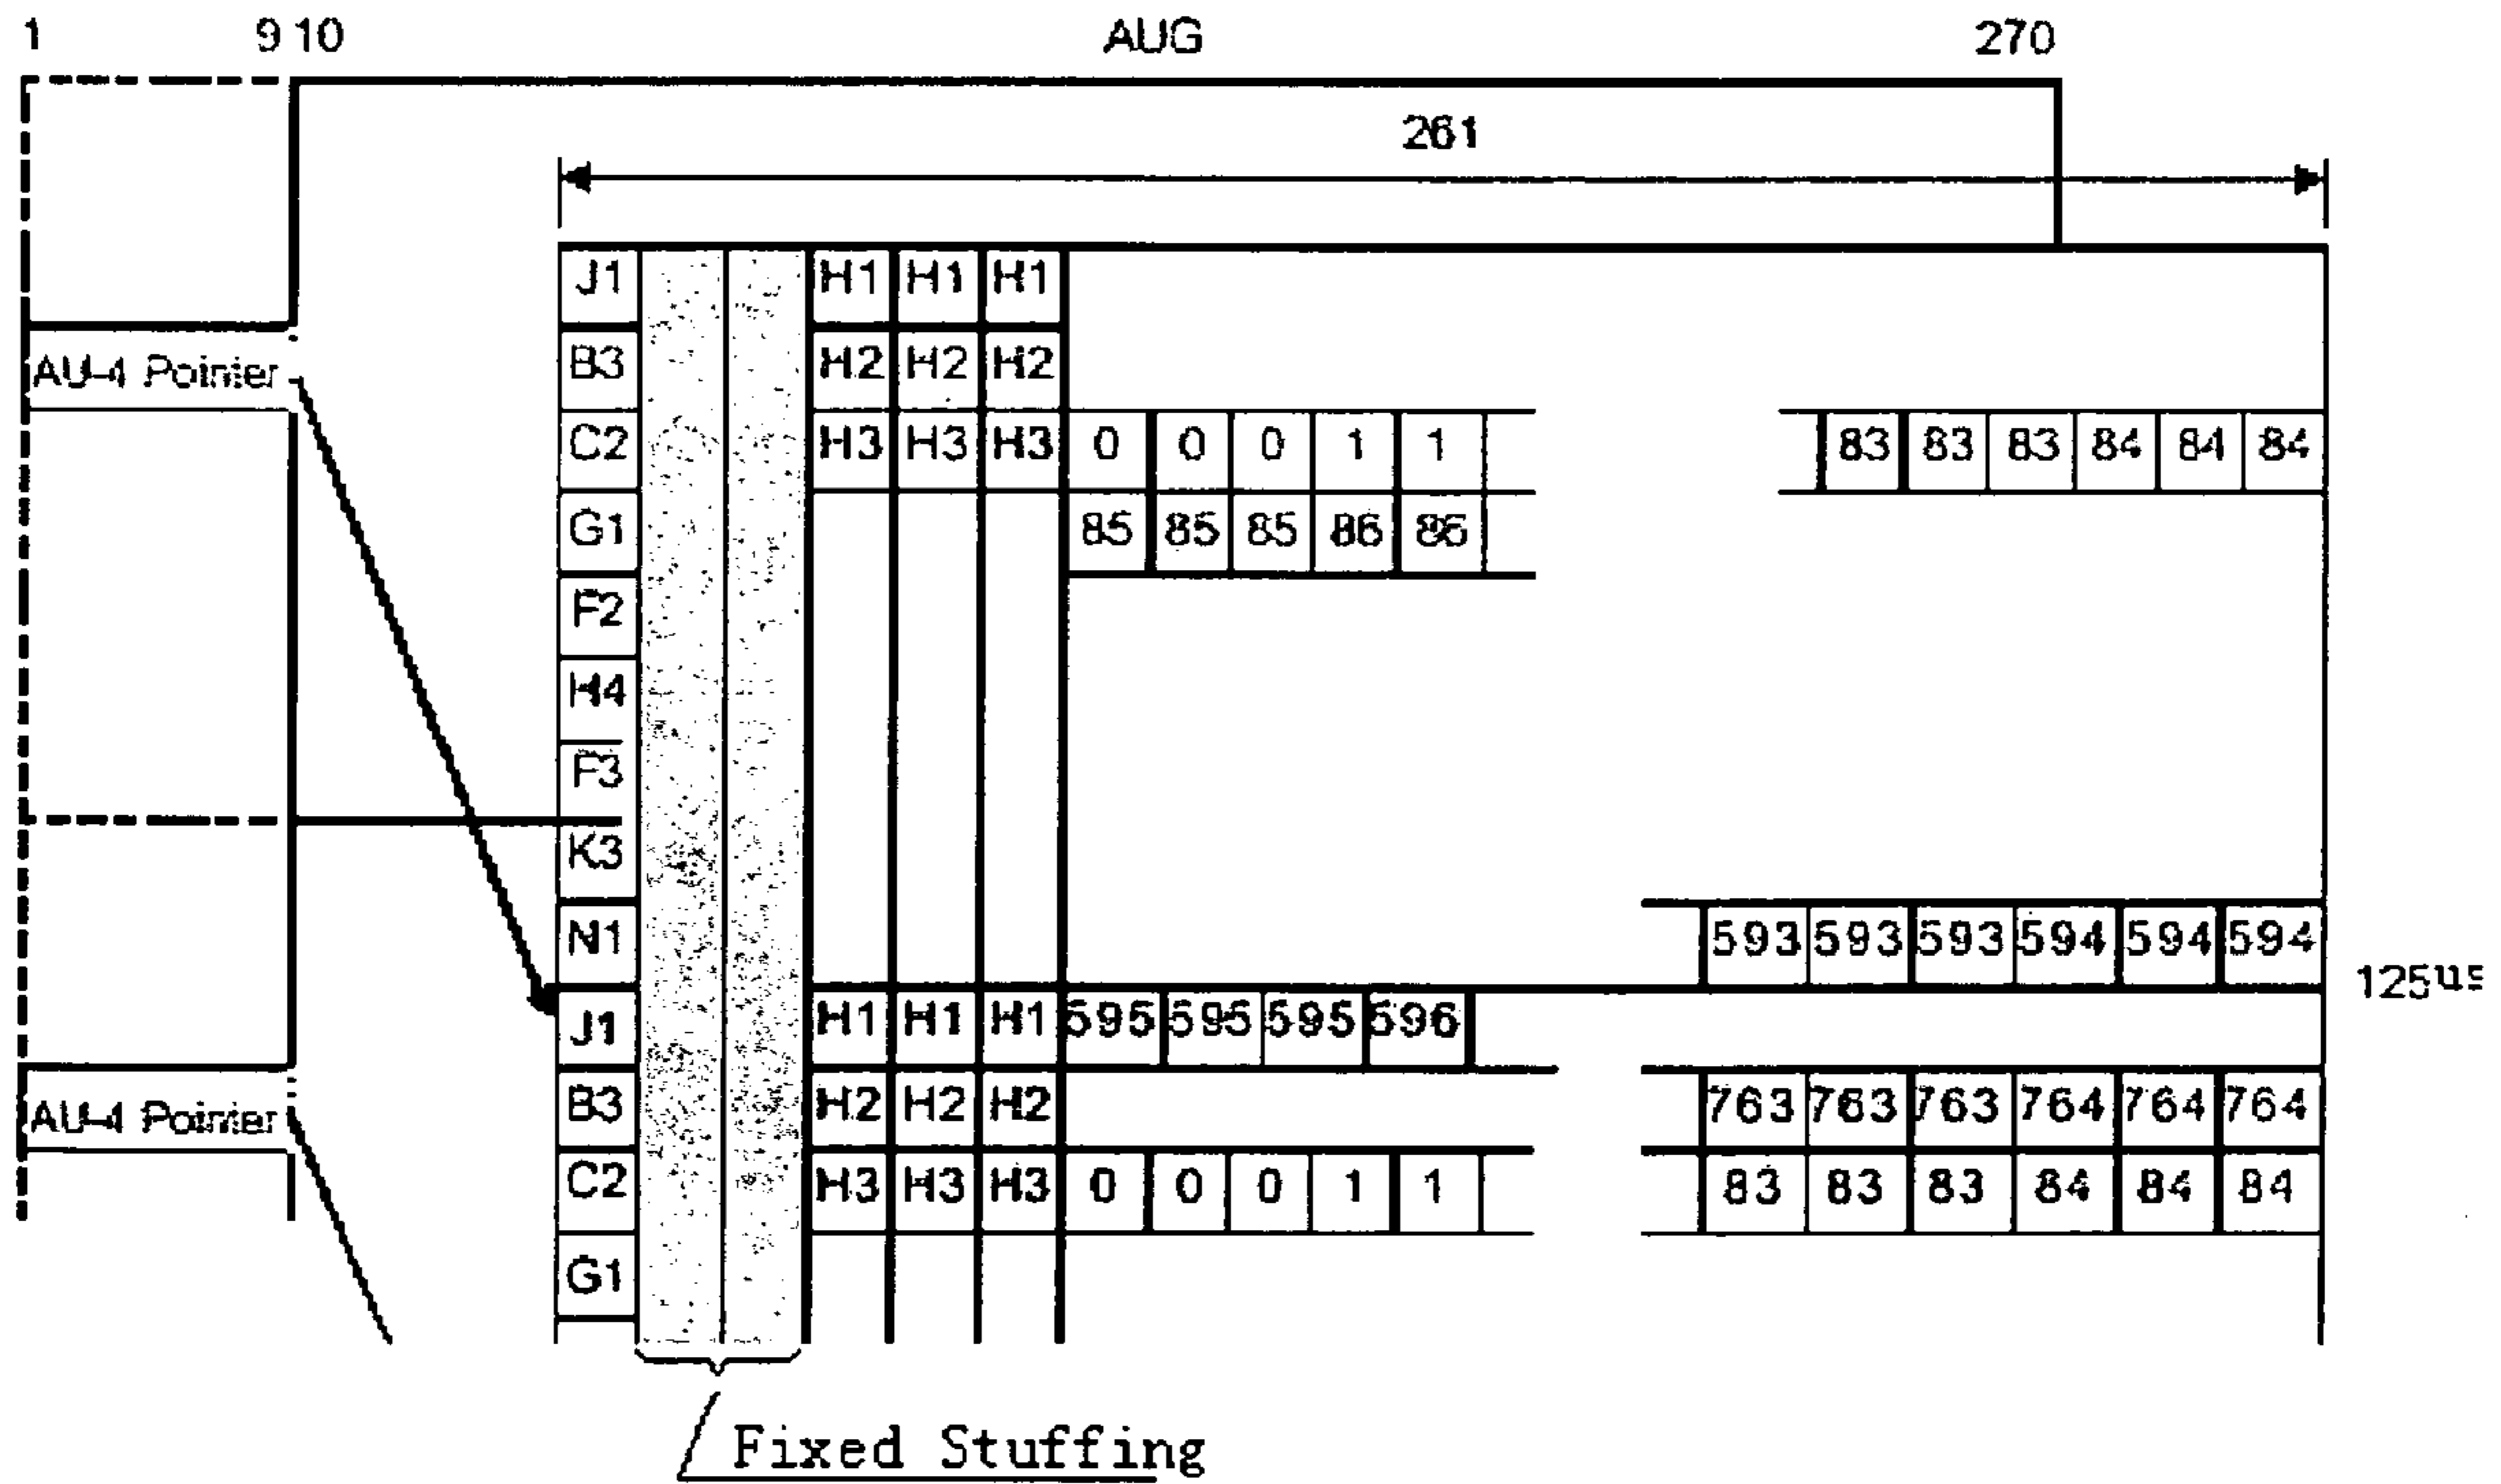 1 9 10 AUG 270
261
J1 H1 H1 H1
AU-4 Pointer B3 H2 H2 H2
C2 H3 H3 H3 0 0 0 1 1 83 83 83 84 84 84
G1 85 85 85 86 86
F2
H4
F3
K3
N1 593 593 593 594 594 594
125us
J1 H1 H1 H1 595 595 595 596
AU-4 Pointer B3 H2 H2 H2 763 763 763 764 764 764
C2 H3 H3 H3 0 0 0 1 1 83 83 83 84 84 84
G1
Fixed Stuffing